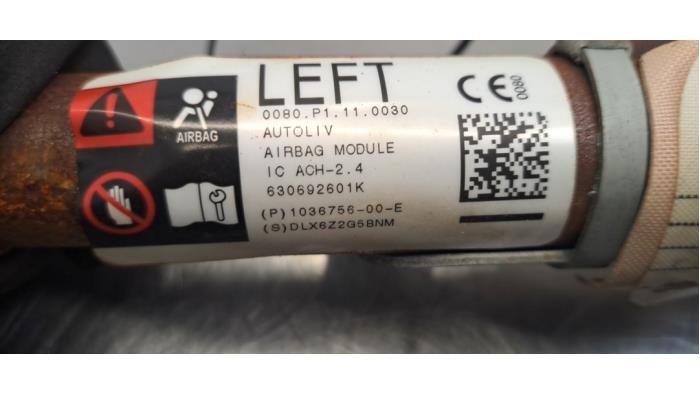 LEFT
0080.P1.11.0030
AUTOLIV
AIRBAG MODULE
IC ACH-2.4
630692601K
(P)1036756-00-E
(S)DLX6Z2G5BNM
AIRBAG
CE
0080